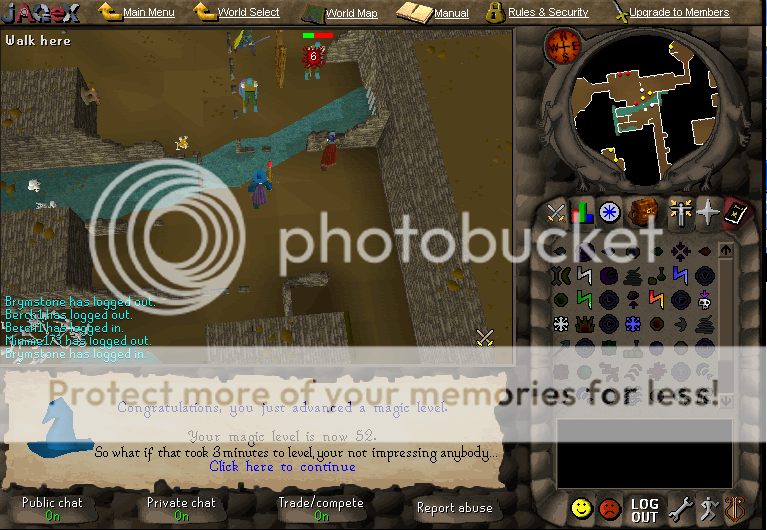 JAGEX Main Menu World Select World Map Manual Rules & Security Upgrade to Members
Walk here
6
N
W E
S
photobucket
Brymstone has logged out.
Berch1 has logged out.
Berch1 has logged in.
Brymstone has logged in.
Protect more of your memories for less!
Congratulations, you just advanced a magic level.
Your magic level is now 52.
So what if that took 3 minutes to level, your not impressing anybody...
Click here to continue
Public chat
On
Private chat
On
Trade/compete
On
Report abuse
LOG
OUT